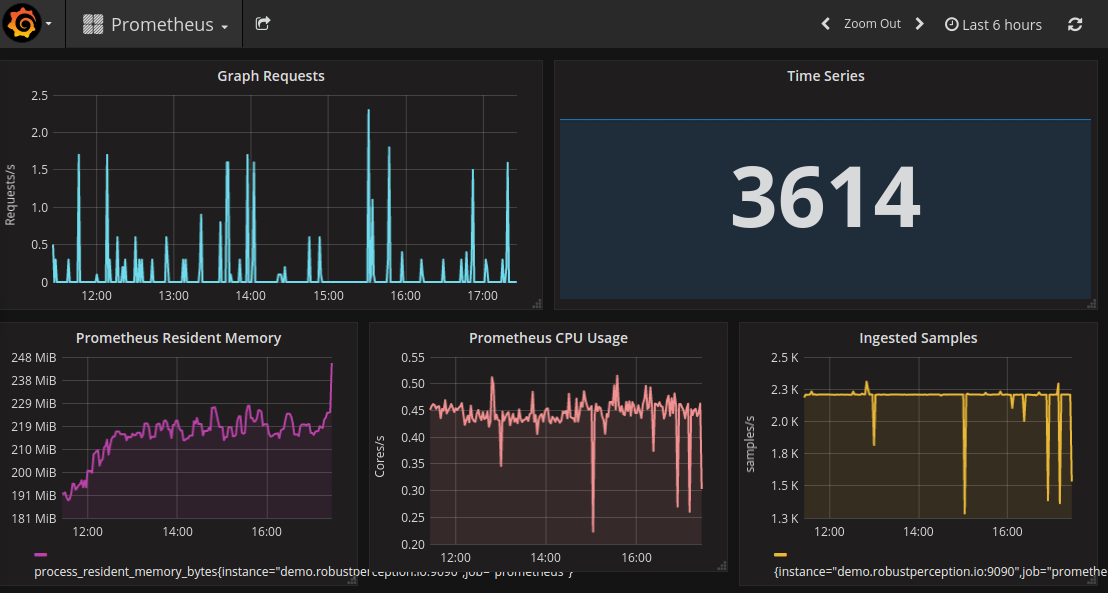 Prometheus
Zoom Out
Last 6 hours
Graph Requests
2.5
2.0
1.5
1.0
0.5
0
Requests/s
12:00 13:00 14:00 15:00 16:00 17:00
Time Series
3614
Prometheus Resident Memory
248 MiB
238 MiB
229 MiB
219 MiB
210 MiB
200 MiB
191 MiB
181 MiB
12:00 14:00 16:00
process_resident_memory_bytes{instance="demo.robustperception.io:9090",job="prometheus"}
Prometheus CPU Usage
0.55
0.50
0.45
0.40
0.35
0.30
0.25
0.20
Cores/s
12:00 14:00 16:00
Ingested Samples
2.5 K
2.3 K
2.0 K
1.8 K
1.5 K
1.3 K
samples/s
12:00 14:00 16:00
{instance="demo.robustperception.io:9090",job="promethe